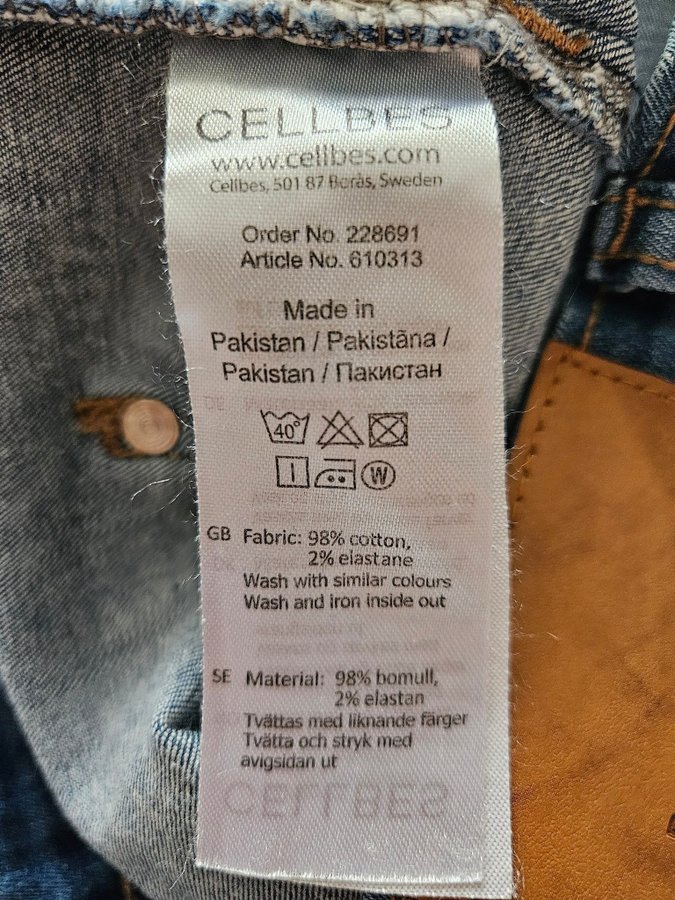 CELLBES
www.cellbes.com
Cellbes, 501 87 Borås, Sweden
Order No. 228691
Article No. 610313
Made in
Pakistan / Pakistāna /
Pakistan / Пакистан
40°
W
GB Fabric: 98% cotton,
2% elastane
Wash with similar colours
Wash and iron inside out
SE Material: 98% bomull,
2% elastan
Tvättas med liknande färger
Tvätta och stryk med
avigsidan ut
CELLBES